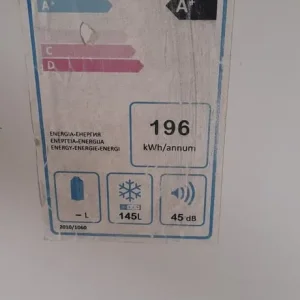 A⁺
A⁺
C
D
ENERGIA·ЕНЕРГИЯ
ΕΝΕΡΓΕΙΑ·ENERGIJA
ENERGY·ENERGIE·ENERGI
196
kWh/annum
– L
145L
45 dB
2010/1060